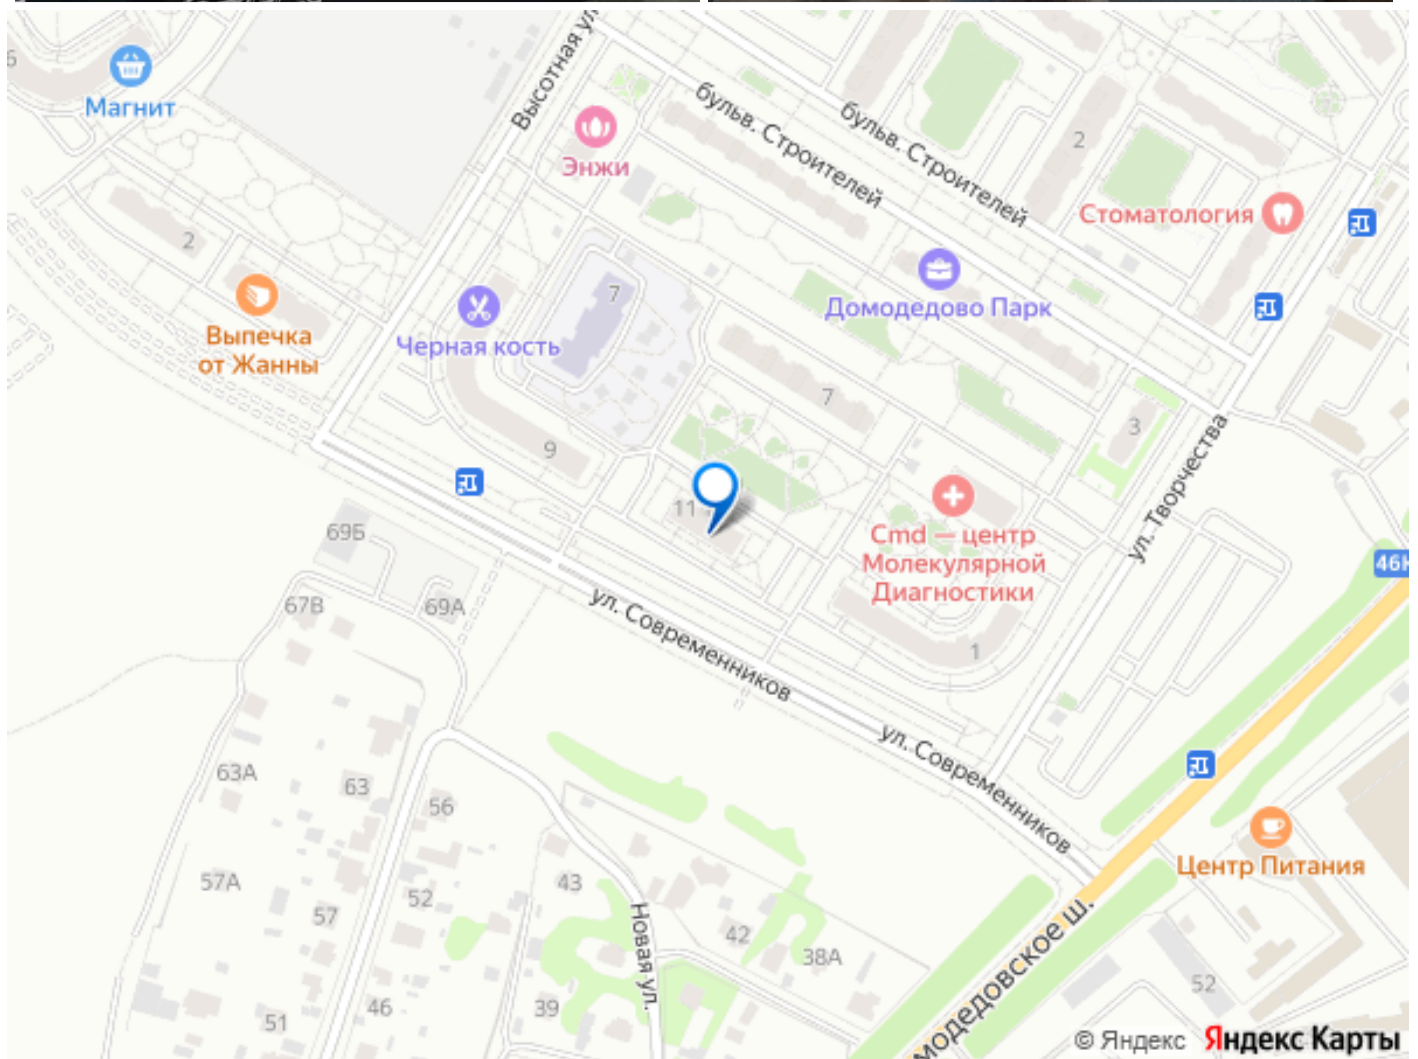 6
Магнит
Высотная ул
Энжи
бульв. Строителей
бульв. Строителей
2
Стоматология
2
7
Домодедово Парк
Выпечка
от Жанны
Черная кость
7
3
9
11
ул. Творчества
Cmd — центр
Молекулярной
Диагностики
46Н
69Б
67В
69А
ул. Современников
1
ул. Современников
63А
63
56
Центр Питания
57А
57
52
43
Новая ул.
42
38А
модедовское ш.
52
51
46
39
© Яндекс Яндекс Карты